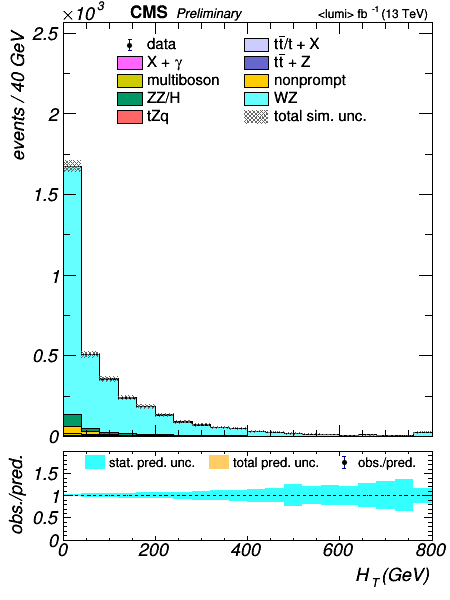 ×10³
CMS Preliminary
<lumi> fb ⁻¹ (13 TeV)
events / 40 GeV
2.5
2
1.5
1
0.5
0
data
X + γ
multiboson
ZZ/H
tZq
tt̅/t + X
tt̅ + Z
nonprompt
WZ
total sim. unc.
obs./pred.
1.5
1
0.5
0
stat. pred. unc.
total pred. unc.
obs./pred.
0 200 400 600 800
H_T (GeV)